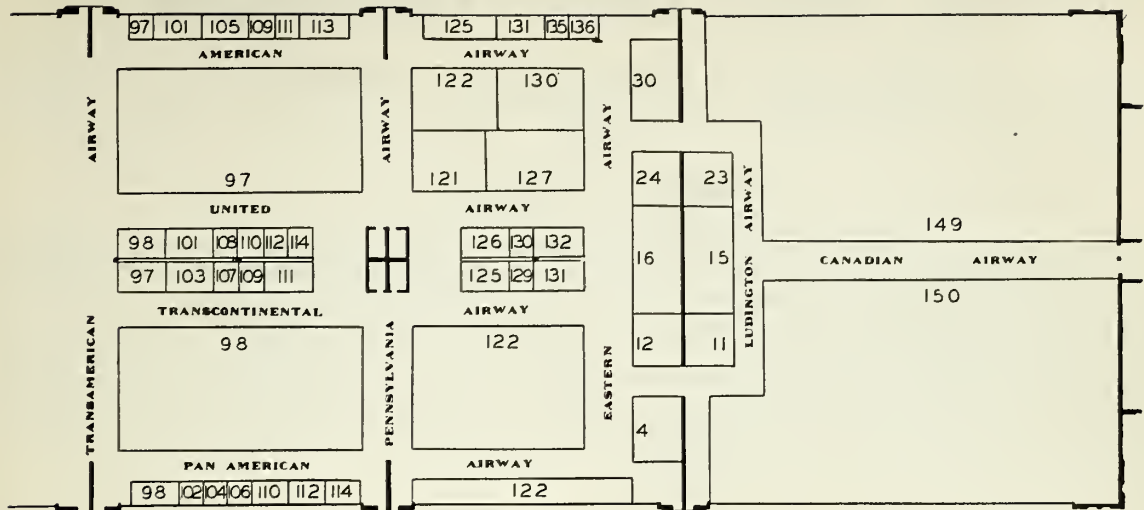 97 101 105 109 111 113 125 131 135 136
AMERICAN AIRWAY
122 130 30
AIRWAY AIRWAY AIRWAY
97 121 127 24 23
UNITED AIRWAY
149
98 101 108 110 112 114 126 130 132 16 15
LUDINGTON AIRWAY
CANADIAN AIRWAY
97 103 107 109 111 125 129 131
150
TRANSCONTINENTAL AIRWAY
98 122 12 11
TRANSAMERICAN PENNSYLVANIA EASTERN
4
PAN AMERICAN AIRWAY
98 102 104 106 110 112 114 122